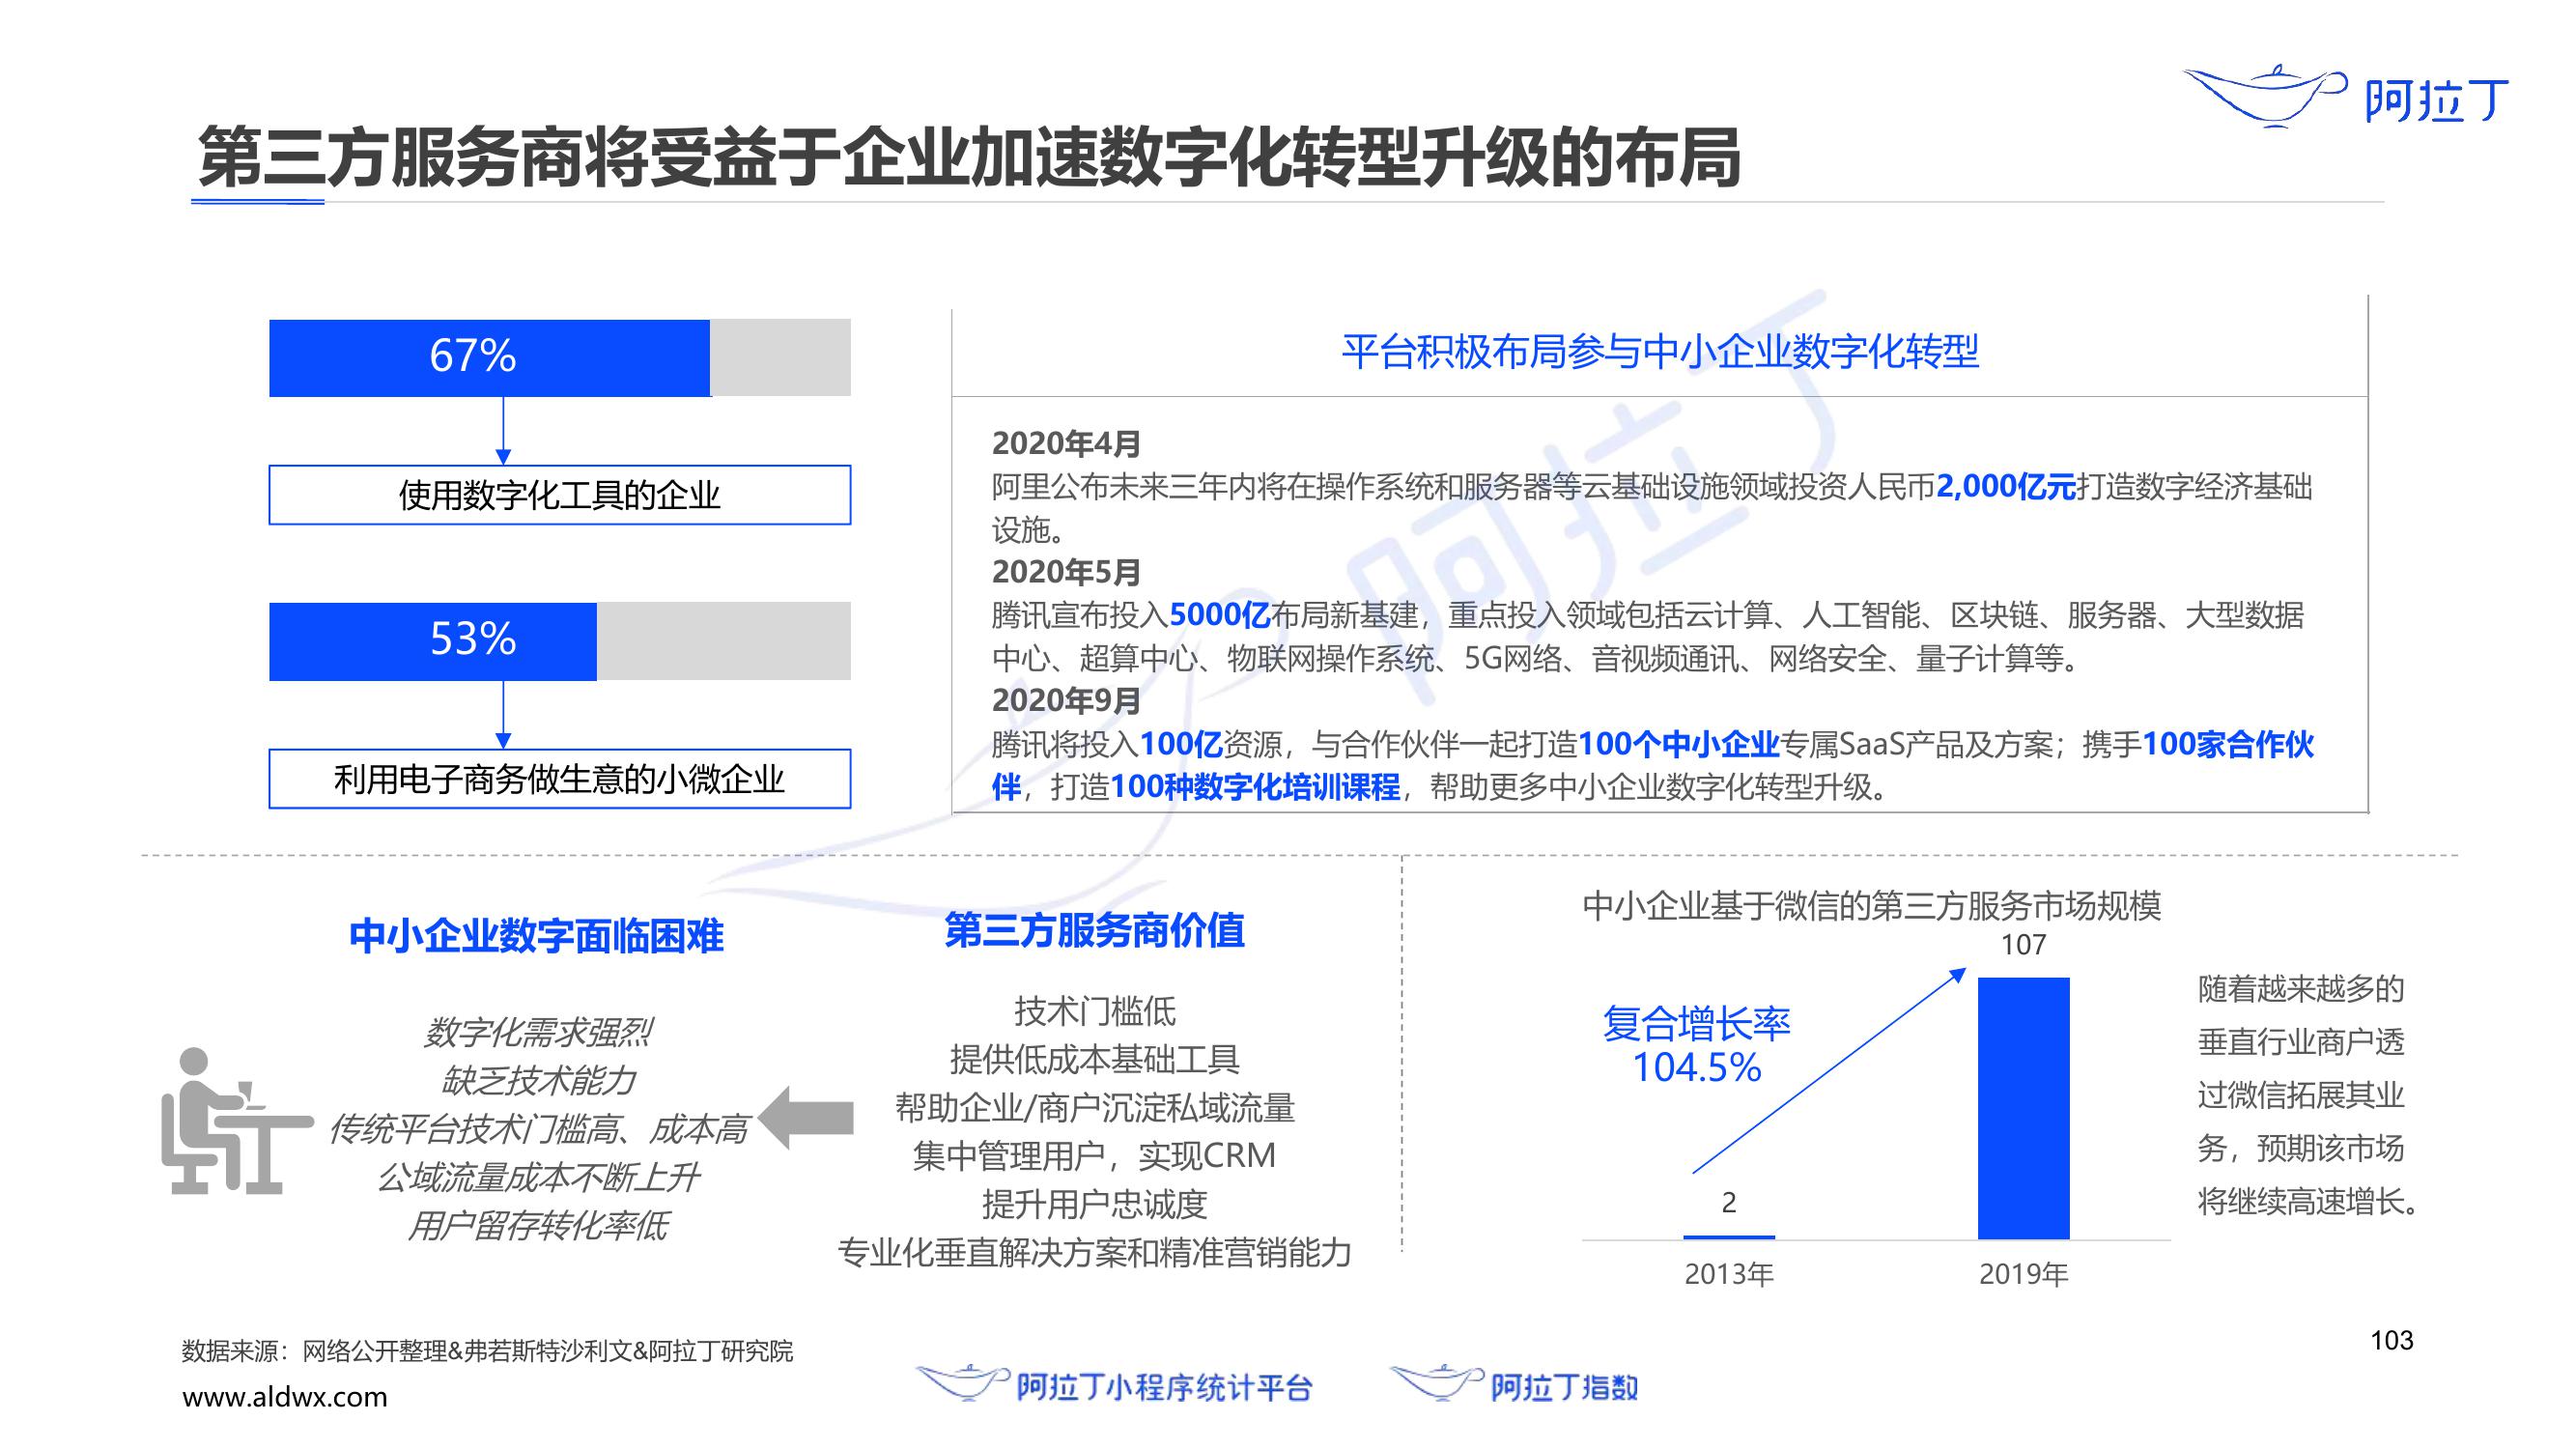 阿拉丁
第三方服务商将受益于企业加速数字化转型升级的布局
67%
使用数字化工具的企业
53%
利用电子商务做生意的小微企业
平台积极布局参与中小企业数字化转型
2020年4月
阿里公布未来三年内将在操作系统和服务器等云基础设施领域投资人民币2,000亿元打造数字经济基础
设施。
2020年5月
腾讯宣布投入5000亿布局新基建，重点投入领域包括云计算、人工智能、区块链、服务器、大型数据
中心、超算中心、物联网操作系统、5G网络、音视频通讯、网络安全、量子计算等。
2020年9月
腾讯将投入100亿资源，与合作伙伴一起打造100个中小企业专属SaaS产品及方案；携手100家合作伙
伴，打造100种数字化培训课程，帮助更多中小企业数字化转型升级。
阿拉丁
中小企业数字面临困难
数字化需求强烈
缺乏技术能力
传统平台技术门槛高、成本高
公域流量成本不断上升
用户留存转化率低
第三方服务商价值
技术门槛低
提供低成本基础工具
帮助企业/商户沉淀私域流量
集中管理用户，实现CRM
提升用户忠诚度
专业化垂直解决方案和精准营销能力
中小企业基于微信的第三方服务市场规模
107
复合增长率
104.5%
2
2013年
2019年
随着越来越多的
垂直行业商户透
过微信拓展其业
务，预期该市场
将继续高速增长。
数据来源：网络公开整理&弗若斯特沙利文&阿拉丁研究院
www.aldwx.com
阿拉丁小程序统计平台
阿拉丁指数
103